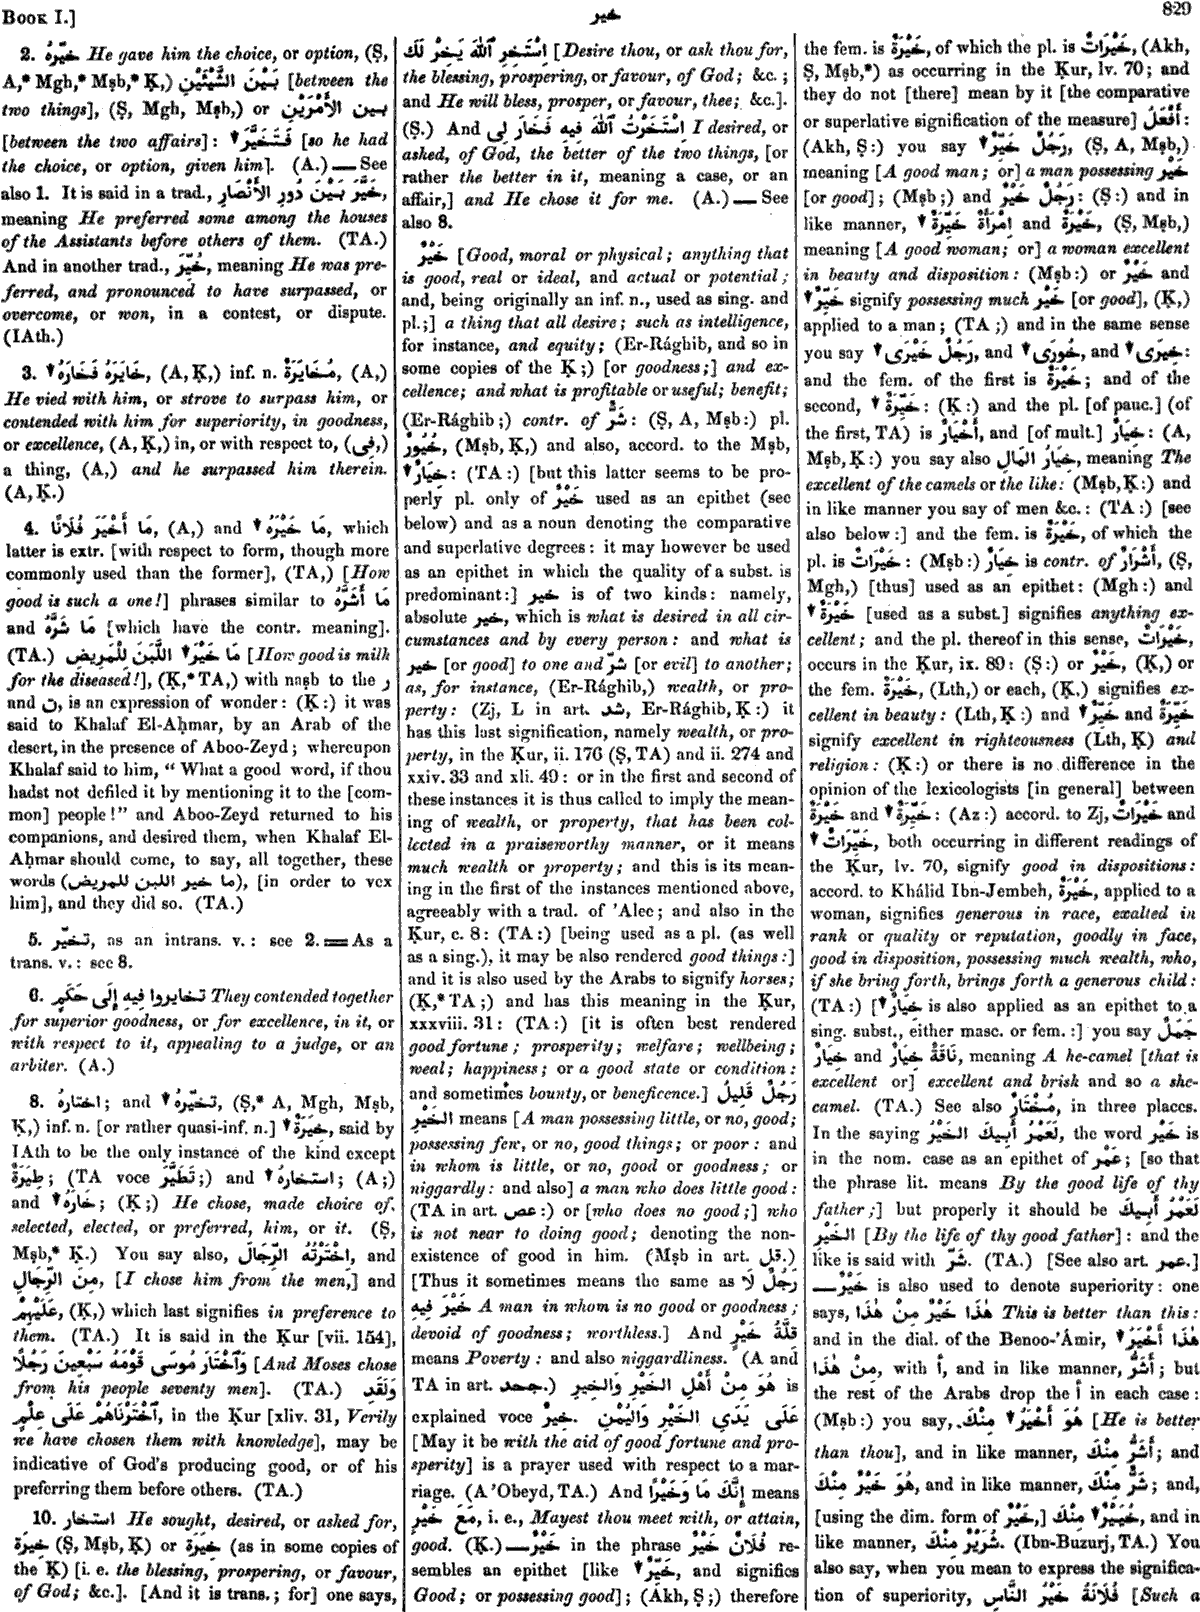 BOOK I.]
خير
829
2. خَيَّرَهُ He gave him the choice, or option, (Ṣ,
A,* Mgh,* Mṣb,* Ḳ,) بَيْنَ الشَّيْئَيْنِ [between the
two things], (Ṣ, Mgh, Mṣb,) or بين الأَمْرَيْنِ
[between the two affairs]: فَتَخَيَّرَ [so he had
the choice, or option, given him]. (A.) — See
also 1. It is said in a trad., خَيَّرَ بَيْنَ دُورِ الأَنْصَارِ,
meaning He preferred some among the houses
of the Assistants before others of them. (TA.)
And in another trad., خُيِّرَ, meaning He was pre-
ferred, and pronounced to have surpassed, or
overcome, or won, in a contest, or dispute.
(IAth.)
3. خَايَرَهُ فَخَارَهُ, (A, Ḳ,) inf. n. مُخَايَرَةٌ, (A,)
He vied with him, or strove to surpass him, or
contended with him for superiority, in goodness,
or excellence, (A, Ḳ,) in, or with respect to, (فِى,)
a thing, (A,) and he surpassed him therein.
(A, Ḳ.)
4. مَا أَخْيَرَ فُلَانًا, (A,) and مَا خَيْرَهُ, which
latter is extr. [with respect to form, though more
commonly used than the former], (TA,) [How
good is such a one!] phrases similar to مَا أَشَرَّهُ
and مَا شَرَّهُ [which have the contr. meaning].
(TA.) مَا خَيْرَ اللَّبَنَ لِلْمَرِيضِ [How good is milk
for the diseased!], (Ḳ,* TA,) with naṣb to the ر
and ن, is an expression of wonder: (Ḳ:) it was
said to Khalaf El-Aḥmar, by an Arab of the
desert, in the presence of Aboo-Zeyd; whereupon
Khalaf said to him, “ What a good word, if thou
hadst not defiled it by mentioning it to the [com-
mon] people!” and Aboo-Zeyd returned to his
companions, and desired them, when Khalaf El-
Aḥmar should come, to say, all together, these
words (ما خير اللبن للمريض), [in order to vex
him], and they did so. (TA.)
5. تخيّر, as an intrans. v.: see 2. = As a
trans. v.: see 8.
6. تخايروا فِيهِ إِلَى حَكَمٍ They contended together
for superior goodness, or for excellence, in it, or
with respect to it, appealing to a judge, or an
arbiter. (A.)
8. اختارهُ; and تخيّرهُ, (Ṣ,* A, Mgh, Mṣb,
Ḳ,) inf. n. [or rather quasi-inf. n.] خِيَرَةٌ, said by
IAth to be the only instance of the kind except
طِيَرَةٌ; (TA voce تَطَيَّرَ;) and استخارهُ; (A;)
and خَارَهُ; (Ḳ;) He chose, made choice of,
selected, elected, or preferred, him, or it. (Ṣ,
Mṣb,* Ḳ.) You say also, اِخْتَرْتُهُ الرِّجَالَ, and
مِنَ الرِّجَالِ, [I chose him from the men,] and
عَلَيْهِمْ, (Ḳ,) which last signifies in preference to
them. (TA.) It is said in the Ḳur [vii. 154],
وَٱخْتَارَ مُوسَى قَوْمَهُ سَبْعِينَ رَجُلًا [And Moses chose
from his people seventy men]. (TA.) وَلَقَدِ
ٱخْتَرْنَاهُمْ عَلَى عِلْمٍ, in the Ḳur [xliv. 31, Verily
we have chosen them with knowledge], may be
indicative of God's producing good, or of his
preferring them before others. (TA.)
10. استخار He sought, desired, or asked for,
خِيرَة (Ṣ, Mṣb, Ḳ) or خِيَرَة (as in some copies of
the Ḳ) [i. e. the blessing, prospering, or favour,
of God; &c.]. [And it is trans.; for] one says,
اِسْتَخِرِ ٱللّٰهَ يَخِرْ لَكَ [Desire thou, or ask thou for,
the blessing, prospering, or favour, of God; &c.;
and He will bless, prosper, or favour, thee; &c.].
(Ṣ.) And اِسْتَخَرْتُ ٱللّٰهَ فِيهِ فَخَارَ لِى I desired, or
asked, of God, the better of the two things, [or
rather the better in it, meaning a case, or an
affair,] and He chose it for me. (A.) — See
also 8.
خَيْرٌ [Good, moral or physical; anything that
is good, real or ideal, and actual or potential;
and, being originally an inf. n., used as sing. and
pl.;] a thing that all desire; such as intelligence,
for instance, and equity; (Er-Rághib, and so in
some copies of the Ḳ;) [or goodness;] and ex-
cellence; and what is profitable or useful; benefit;
(Er-Rághib;) contr. of شَرٌّ: (Ṣ, A, Mṣb:) pl.
خُيُورٌ, (Mṣb, Ḳ,) and also, accord. to the Mṣb,
خِيَارٌ: (TA:) [but this latter seems to be pro-
perly pl. only of خَيْرٌ used as an epithet (see
below) and as a noun denoting the comparative
and superlative degrees: it may however be used
as an epithet in which the quality of a subst. is
predominant:] خير is of two kinds: namely,
absolute خير, which is what is desired in all cir-
cumstances and by every person: and what is
خير [or good] to one and شرّ [or evil] to another;
as, for instance, (Er-Rághib,) wealth, or pro-
perty: (Zj, L in art. شد, Er-Rághib, Ḳ:) it
has this last signification, namely wealth, or pro-
perty, in the Ḳur, ii. 176 (Ṣ, TA) and ii. 274 and
xxiv. 33 and xli. 49: or in the first and second of
these instances it is thus called to imply the mean-
ing of wealth, or property, that has been col-
lected in a praiseworthy manner, or it means
much wealth or property; and this is its mean-
ing in the first of the instances mentioned above,
agreeably with a trad. of 'Alee; and also in the
Ḳur, c. 8: (TA:) [being used as a pl. (as well
as a sing.), it may be also rendered good things:]
and it is also used by the Arabs to signify horses;
(Ḳ,* TA;) and has this meaning in the Ḳur,
xxxviii. 31: (TA:) [it is often best rendered
good fortune; prosperity; welfare; wellbeing;
weal; happiness; or a good state or condition:
and sometimes bounty, or beneficence.] رَجُلٌ قَلِيلُ
الخَيْرِ means [A man possessing little, or no, good;
possessing few, or no, good things; or poor: and
in whom is little, or no, good or goodness; or
niggardly: and also] a man who does little good:
(TA in art. عص:) or [who does no good;] who
is not near to doing good; denoting the non-
existence of good in him. (Mṣb in art. قل.)
[Thus it sometimes means the same as رَجُلٌ لَا
خَيْرَ فِيهِ A man in whom is no good or goodness;
devoid of goodness; worthless.] And قِلَّةُ خَيْرٍ
means Poverty: and also niggardliness. (A and
TA in art. جحد.) هُوَ مِنْ أَهْلِ الخَيْرِ وَالخِيرِ is
explained voce خِيرٌ. عَلَى يَدَيِ الخَيْرِ وَاليُمْنِ
[May it be with the aid of good fortune and pro-
sperity] is a prayer used with respect to a mar-
riage. (A 'Obeyd, TA.) And إِنَّكَ مَا وَخَيْرًا means
مَعَ خَيْرٍ, i. e., Mayest thou meet with, or attain,
good. (Ḳ.) — خَيْرٌ in the phrase فُلَانٌ خَيْرٌ re-
sembles an epithet [like خَيِّرٌ, and signifies
Good; or possessing good]; (Akh, Ṣ;) therefore
the fem. is خَيْرَةٌ, of which the pl. is خَيْرَاتٌ, (Akh,
Ṣ, Mṣb,*) as occurring in the Ḳur, lv. 70; and
they do not [there] mean by it [the comparative
or superlative signification of the measure] أَفْعَلُ:
(Akh, Ṣ:) you say رَجُلٌ خَيِّرٌ, (Ṣ, A, Mṣb,)
meaning [A good man; or] a man possessing خَيْر
[or good]; (Mṣb;) and رَجُلٌ خَيْرٌ: (Ṣ:) and in
like manner, اِمْرَأَةٌ خَيِّرَةٌ and خَيْرَةٌ, (Ṣ, Mṣb,)
meaning [A good woman; or] a woman excellent
in beauty and disposition: (Mṣb:) or خَيْرٌ and
خَيِّرٌ signify possessing much خَيْر [or good], (Ḳ,)
applied to a man; (TA;) and in the same sense
you say رَجُلٌ خَيْرَى, and خُورَى, and خِيرَى:
and the fem. of the first is خَيْرَةٌ; and of the
second, خَيِّرَةٌ: (Ḳ:) and the pl. [of pauc.] (of
the first, TA) is أَخْيَارٌ, and [of mult.] خِيَارٌ: (A,
Mṣb, Ḳ:) you say also خِيَارُ المَالِ, meaning The
excellent of the camels or the like: (Mṣb, Ḳ:) and
in like manner you say of men &c.: (TA:) [see
also below:] and the fem. is خَيْرَةٌ, of which the
pl. is خَيْرَاتٌ: (Mṣb:) خِيَارٌ is contr. of أَشْرَارٌ, (Ṣ,
Mgh,) [thus] used as an epithet: (Mgh:) and
خَيْرَةٌ [used as a subst.] signifies anything ex-
cellent; and the pl. thereof in this sense, خَيْرَاتٌ,
occurs in the Ḳur, ix. 89: (Ṣ:) or خَيْرٌ, (Ḳ,) or
the fem. خَيْرَةٌ, (Lth,) or each, (Ḳ,) signifies ex-
cellent in beauty: (Lth, Ḳ:) and خَيِّرٌ and خَيِّرَةٌ
signify excellent in righteousness (Lth, Ḳ) and
religion: (Ḳ:) or there is no difference in the
opinion of the lexicologists [in general] between
خَيْرَةٌ and خَيِّرَةٌ: (Az:) accord. to Zj, خَيْرَاتٌ and
خَيِّرَاتٌ, both occurring in different readings of
the Ḳur, lv. 70, signify good in dispositions:
accord. to Khálid Ibn-Jembeh, خَيْرَةٌ, applied to a
woman, signifies generous in race, exalted in
rank or quality or reputation, goodly in face,
good in disposition, possessing much wealth, who,
if she bring forth, brings forth a generous child:
(TA:) [خِيَارٌ is also applied as an epithet to a
sing. subst., either masc. or fem.:] you say جَمَلٌ
خِيَارٌ and نَاقَةٌ خِيَارٌ, meaning A he-camel [that is
excellent or] excellent and brisk and so a she-
camel. (TA.) See also مُخْتَارٌ, in three places.
In the saying لَعَمْرُ أَبِيكَ الخَيْرُ, the word خَيْر is
in the nom. case as an epithet of عَمْر; [so that
the phrase lit. means By the good life of thy
father;] but properly it should be لَعَمْرُ أَبِيكَ
الخَيْرِ [By the life of thy good father]: and the
like is said with شَرّ. (TA.) [See also art. عمر.]
— خَيْرٌ is also used to denote superiority: one
says, هٰذَا خَيْرٌ مِنْ هٰذَا This is better than this:
and in the dial. of the Benoo-'Ámir, هٰذَا أَخْيَرُ
مِنْ هٰذَا, with أ, and in like manner, أَشَرُّ; but
the rest of the Arabs drop the أ in each case:
(Mṣb:) you say, هُوَ أَخْيَرُ مِنْكَ [He is better
than thou], and in like manner, أَشَرُّ مِنْكَ; and
هُوَ خَيْرٌ مِنْكَ, and in like manner, شَرٌّ مِنْكَ; and,
[using the dim. form of خَيْرٌ,] خُيَيْرٌ مِنْكَ, and in
like manner, شُرَيْرٌ مِنْكَ. (Ibn-Buzurj, TA.) You
also say, when you mean to express the significa-
tion of superiority, فُلَانَةُ خَيْرُ النَّاسِ [Such a